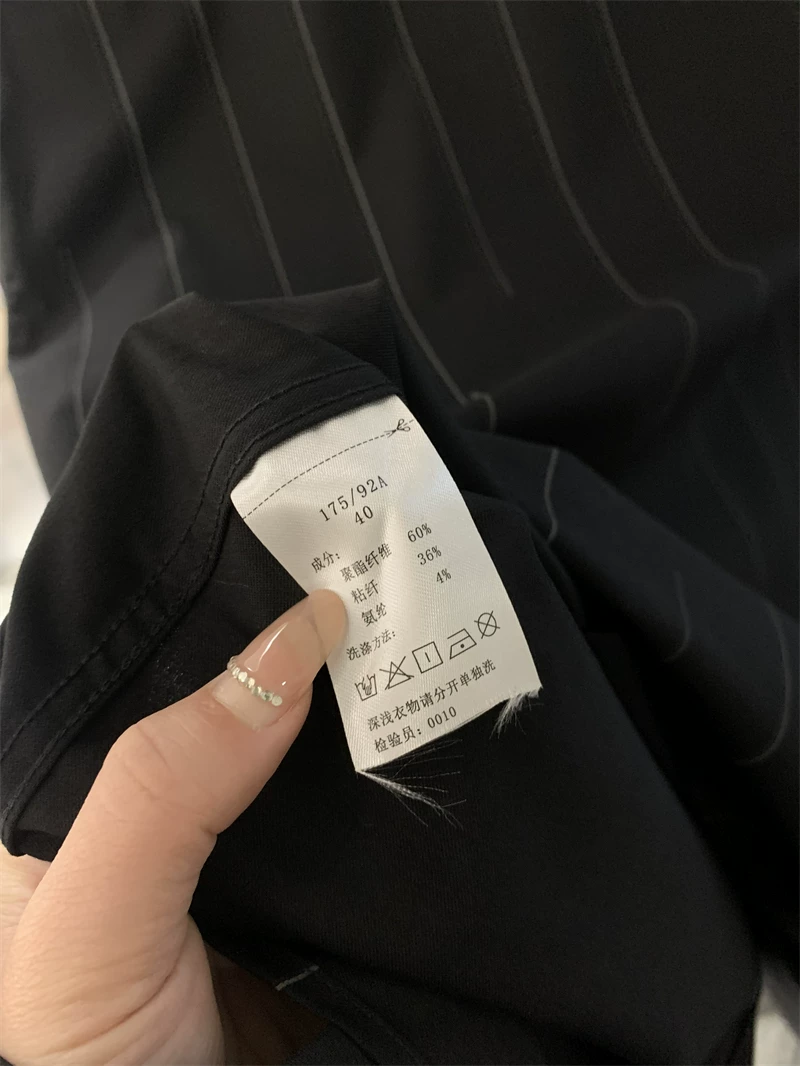 175/92A
40
成分：
聚酯纤维 60%
粘纤 36%
氨纶 4%
洗涤方法：
深浅衣物请分开单独洗
检验员：0010